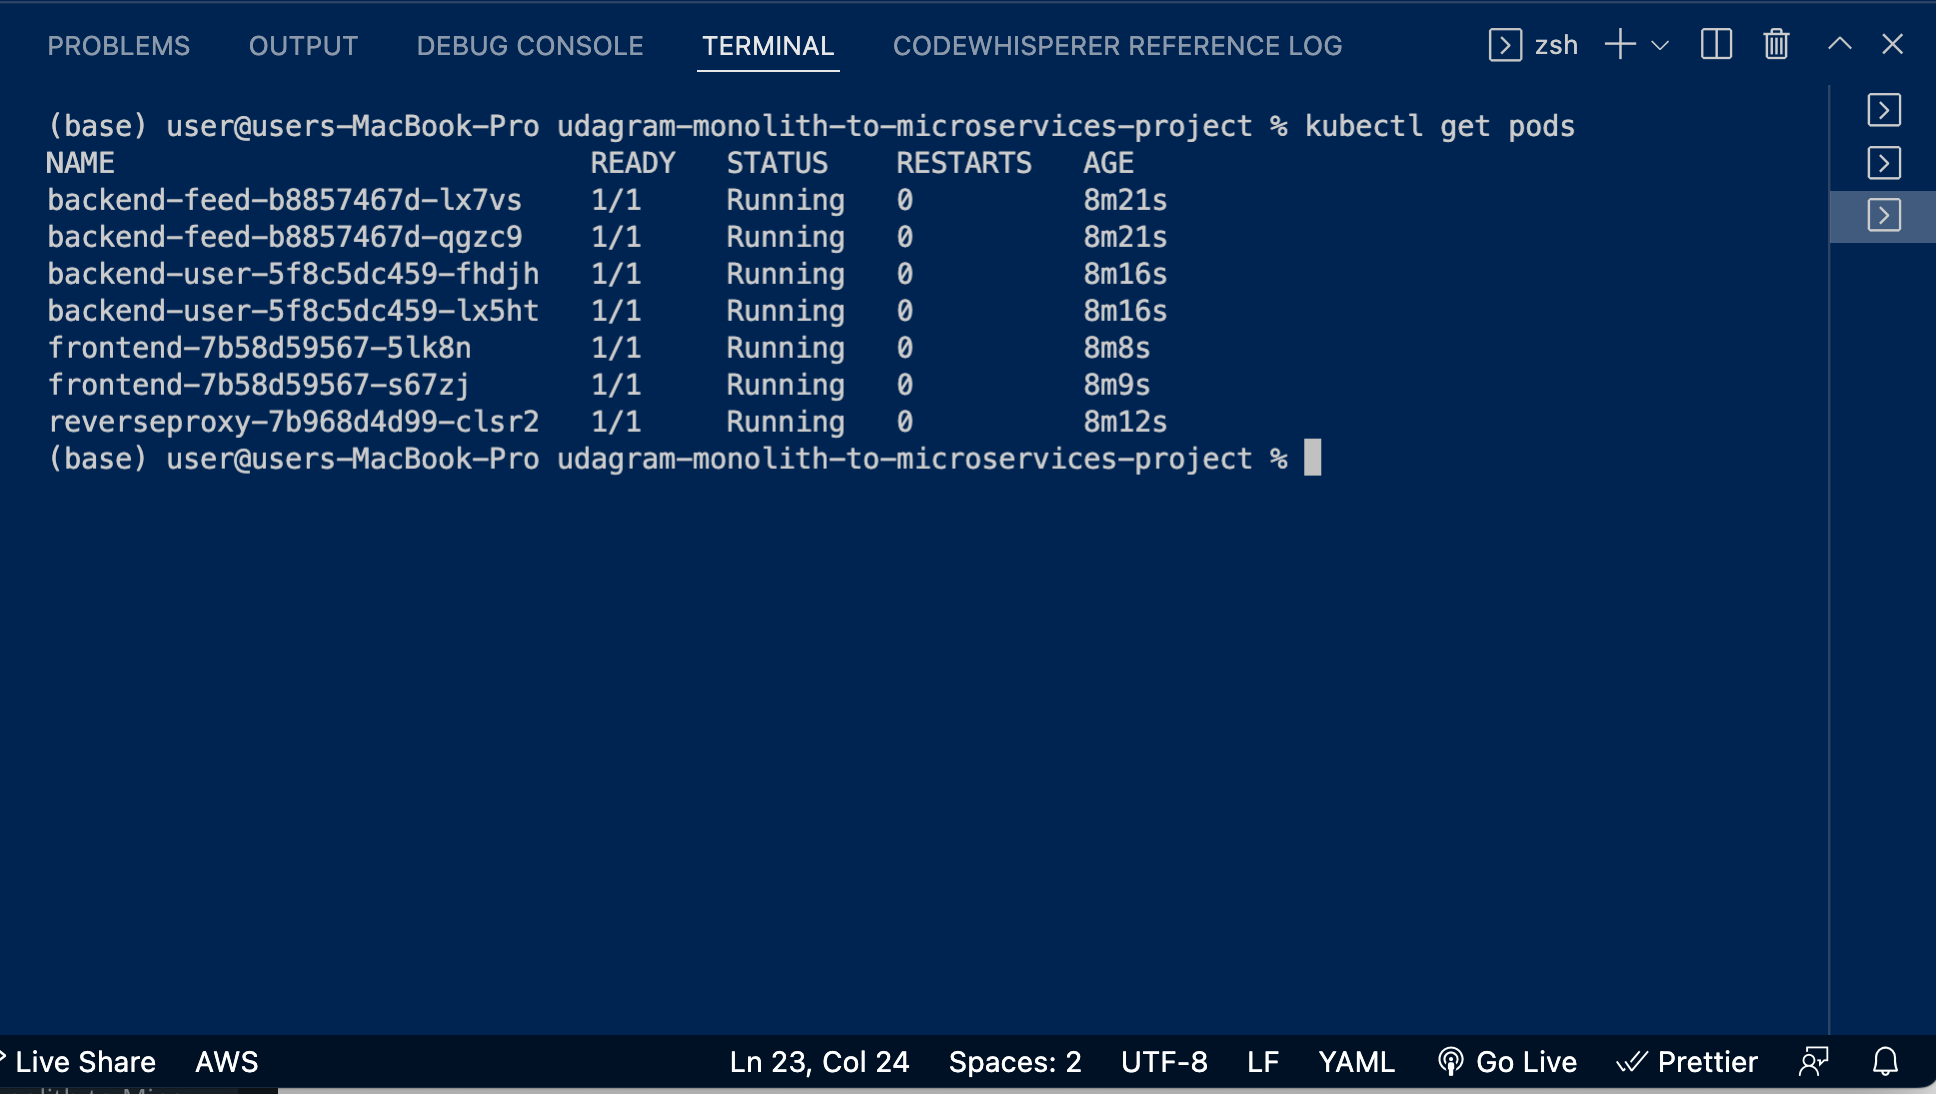 PROBLEMS OUTPUT DEBUG CONSOLE TERMINAL CODEWHISPERER REFERENCE LOG zsh
(base) user@users-MacBook-Pro udagram-monolith-to-microservices-project % kubectl get pods
NAME READY STATUS RESTARTS AGE
backend-feed-b8857467d-lx7vs 1/1 Running 0 8m21s
backend-feed-b8857467d-qgzc9 1/1 Running 0 8m21s
backend-user-5f8c5dc459-fhdjh 1/1 Running 0 8m16s
backend-user-5f8c5dc459-lx5ht 1/1 Running 0 8m16s
frontend-7b58d59567-5lk8n 1/1 Running 0 8m8s
frontend-7b58d59567-s67zj 1/1 Running 0 8m9s
reverseproxy-7b968d4d99-clsr2 1/1 Running 0 8m12s
(base) user@users-MacBook-Pro udagram-monolith-to-microservices-project %
Live Share AWS Ln 23, Col 24 Spaces: 2 UTF-8 LF YAML Go Live Prettier